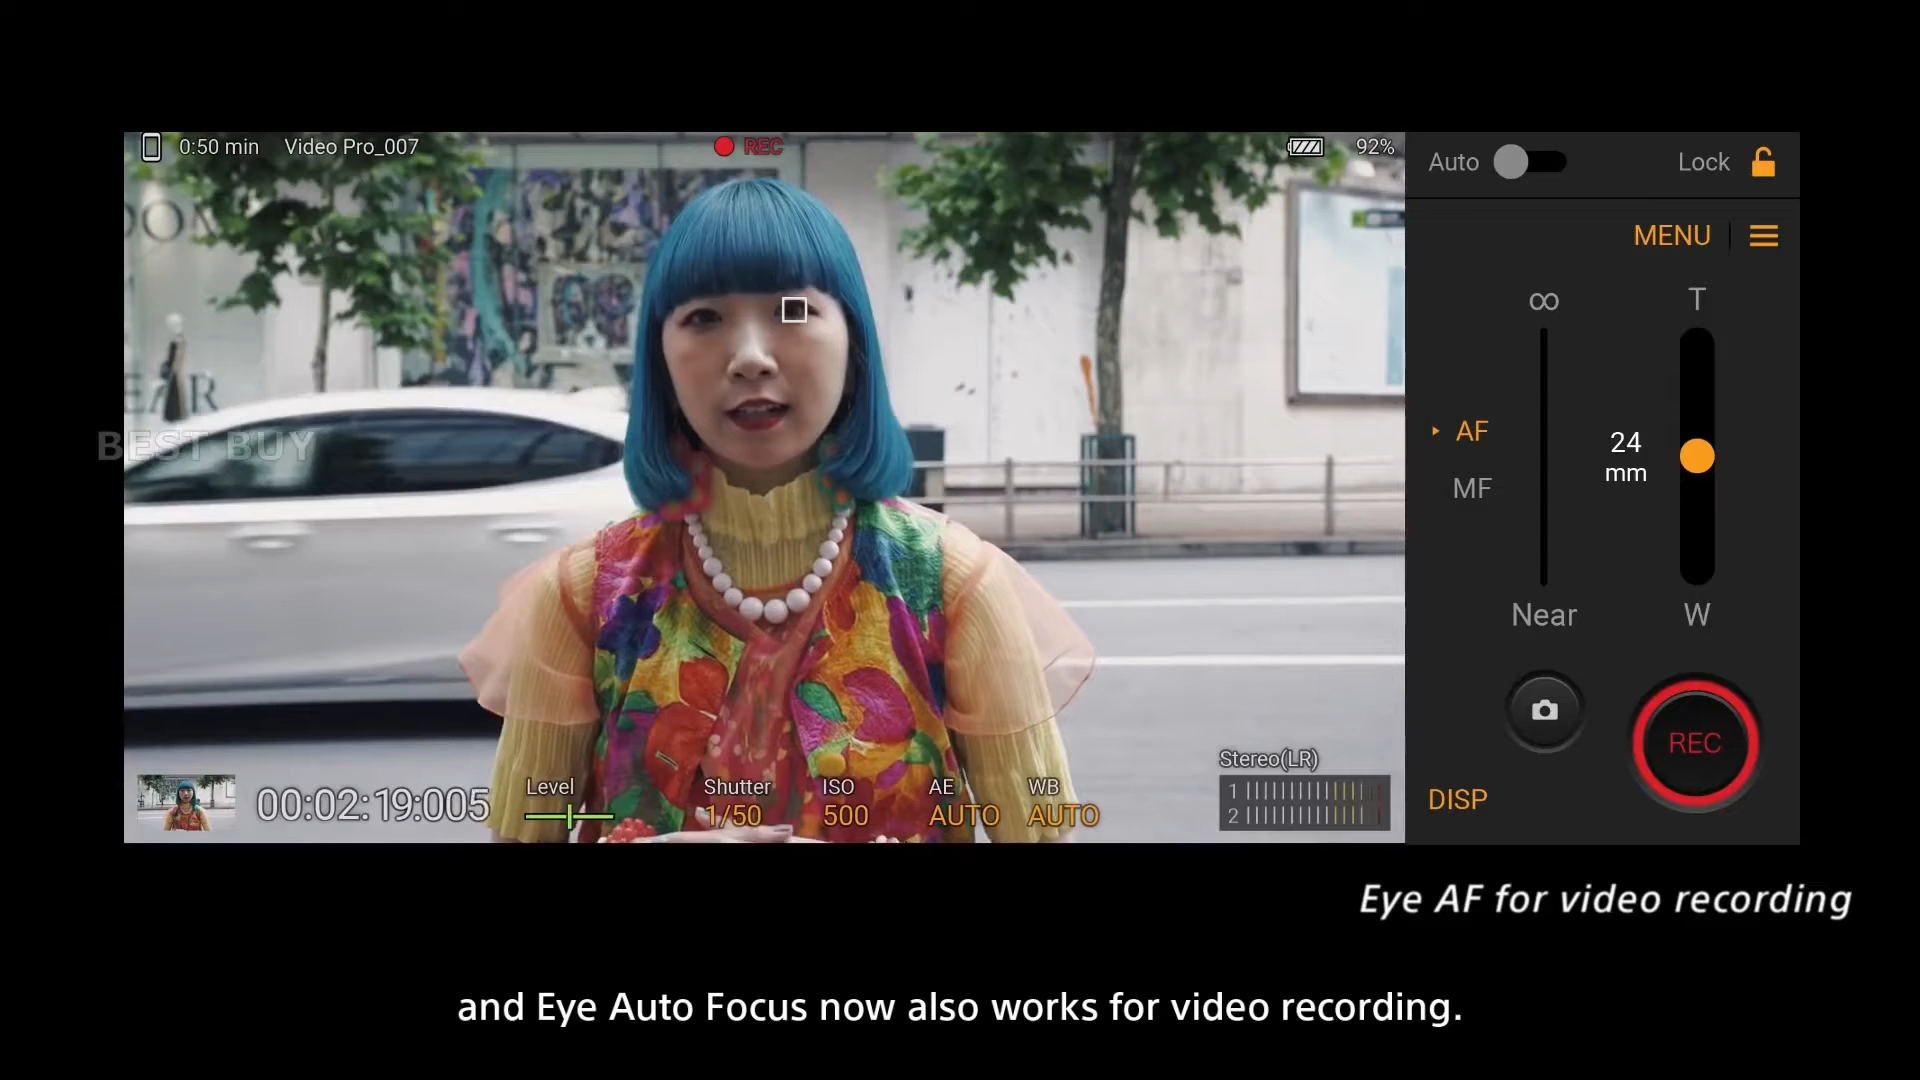 0:50 min Video Pro_007 REC 92%
Auto Lock
MENU
∞ T
AF
24
mm
MF
BEST BUY
Near W
REC
Stereo(LR)
1
2
00:02:19:005
Level Shutter ISO AE WB
1/50 500 AUTO AUTO
DISP
Eye AF for video recording
and Eye Auto Focus now also works for video recording.